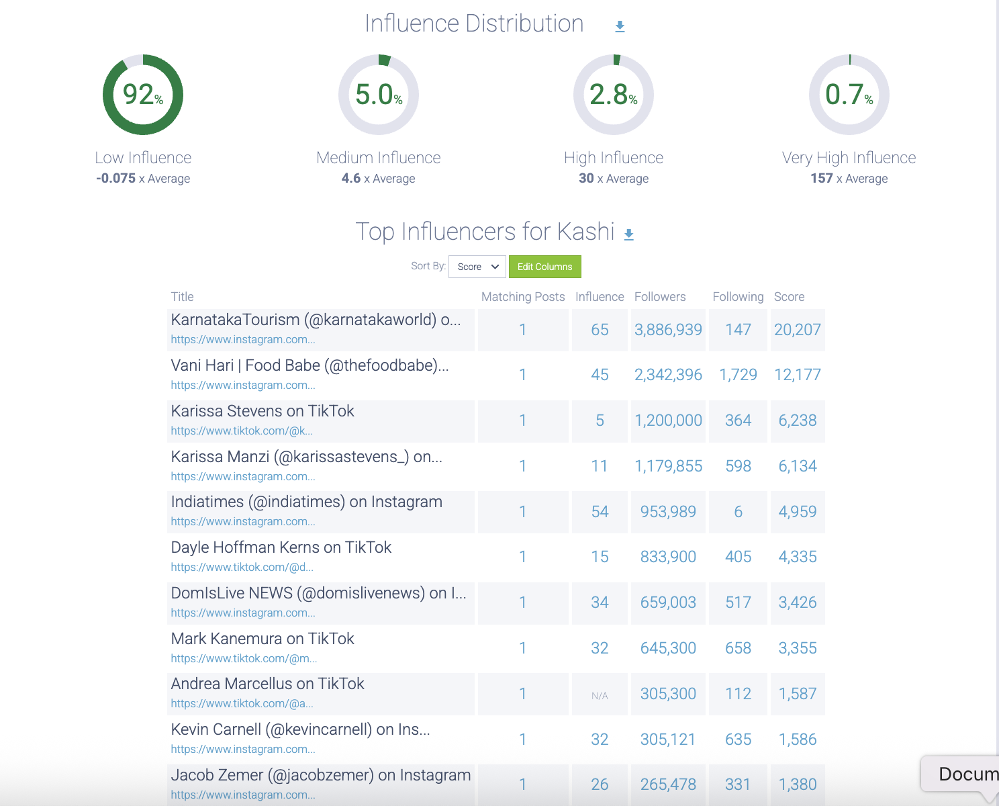 Influence Distribution
92% 5.0% 2.8% 0.7%
Low Influence Medium Influence High Influence Very High Influence
-0.075 x Average 4.6 x Average 30 x Average 157 x Average
Top Influencers for Kashi
Sort By: Score Edit Columns
Title Matching Posts Influence Followers Following Score
KarnatakaTourism (@karnatakaworld) o... 1 65 3,886,939 147 20,207
https://www.instagram.com...
Vani Hari | Food Babe (@thefoodbabe)... 1 45 2,342,396 1,729 12,177
https://www.instagram.com...
Karissa Stevens on TikTok 1 5 1,200,000 364 6,238
https://www.tiktok.com/@k...
Karissa Manzi (@karissastevens_) on... 1 11 1,179,855 598 6,134
https://www.instagram.com...
Indiatimes (@indiatimes) on Instagram 1 54 953,989 6 4,959
https://www.instagram.com...
Dayle Hoffman Kerns on TikTok 1 15 833,900 405 4,335
https://www.tiktok.com/@d...
DomIsLive NEWS (@domislivenews) on I... 1 34 659,003 517 3,426
https://www.instagram.com...
Mark Kanemura on TikTok 1 32 645,300 658 3,355
https://www.tiktok.com/@m...
Andrea Marcellus on TikTok 1 N/A 305,300 112 1,587
https://www.tiktok.com/@a...
Kevin Carnell (@kevincarnell) on Ins... 1 32 305,121 635 1,586
https://www.instagram.com...
Docum
Jacob Zemer (@jacobzemer) on Instagram 1 26 265,478 331 1,380
https://www.instagram.com...